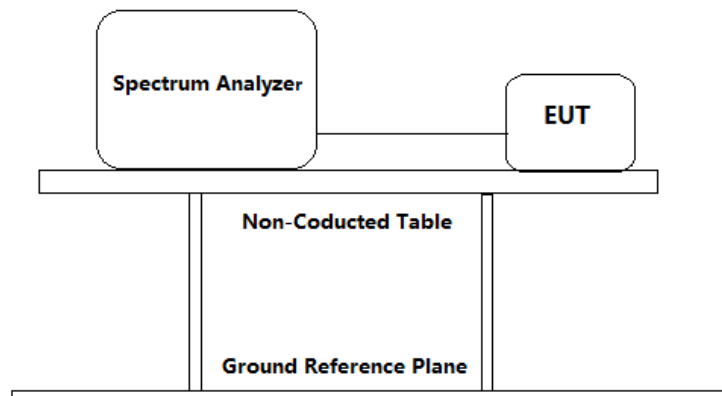 Spectrum Analyzer
EUT
Non-Coducted Table
Ground Reference Plane